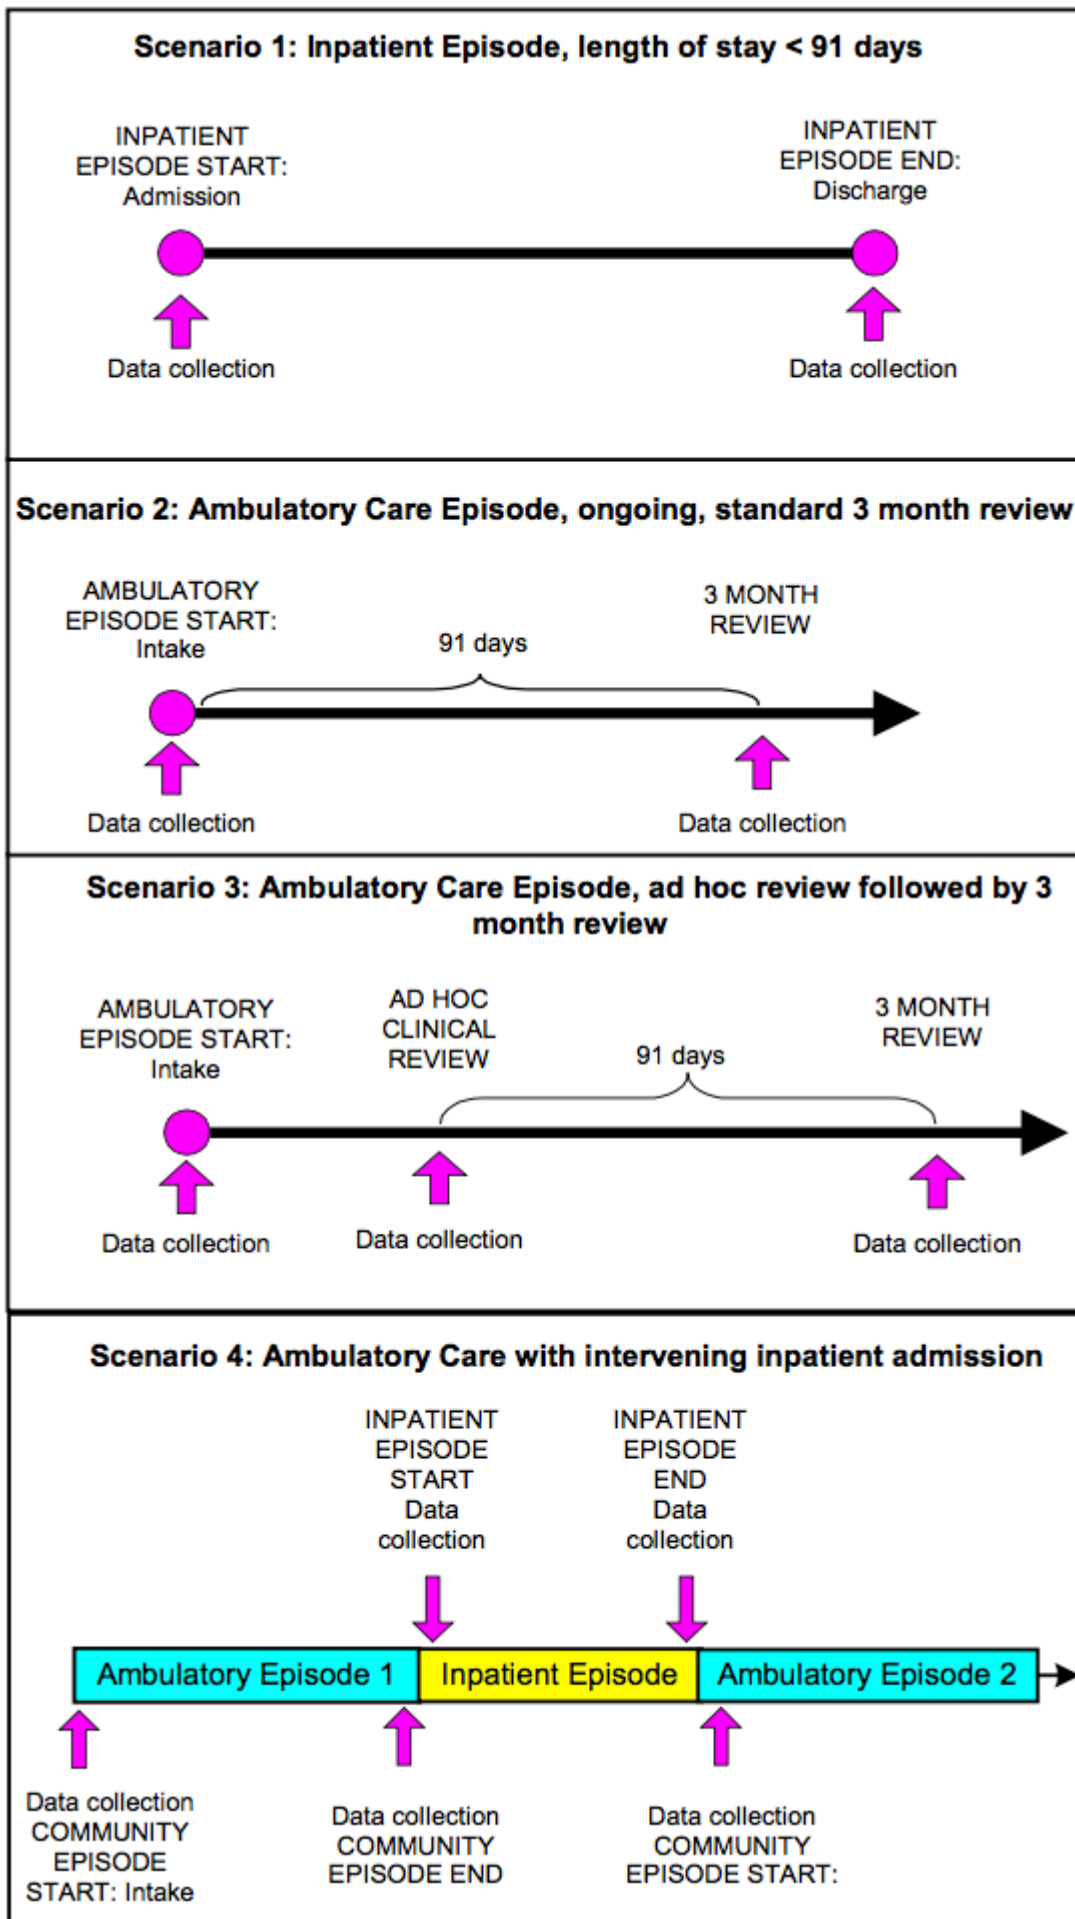 Scenario 1: Inpatient Episode, length of stay < 91 days
INPATIENT
EPISODE START:
Admission
INPATIENT
EPISODE END:
Discharge
Data collection
Data collection
Scenario 2: Ambulatory Care Episode, ongoing, standard 3 month review
AMBULATORY
EPISODE START:
Intake
91 days
3 MONTH
REVIEW
Data collection
Data collection
Scenario 3: Ambulatory Care Episode, ad hoc review followed by 3
month review
AMBULATORY
EPISODE START:
Intake
AD HOC
CLINICAL
REVIEW
91 days
3 MONTH
REVIEW
Data collection
Data collection
Data collection
Scenario 4: Ambulatory Care with intervening inpatient admission
INPATIENT
EPISODE
START
Data
collection
INPATIENT
EPISODE
END
Data
collection
Ambulatory Episode 1
Inpatient Episode
Ambulatory Episode 2
Data collection
COMMUNITY
EPISODE
START: Intake
Data collection
COMMUNITY
EPISODE END
Data collection
COMMUNITY
EPISODE START: